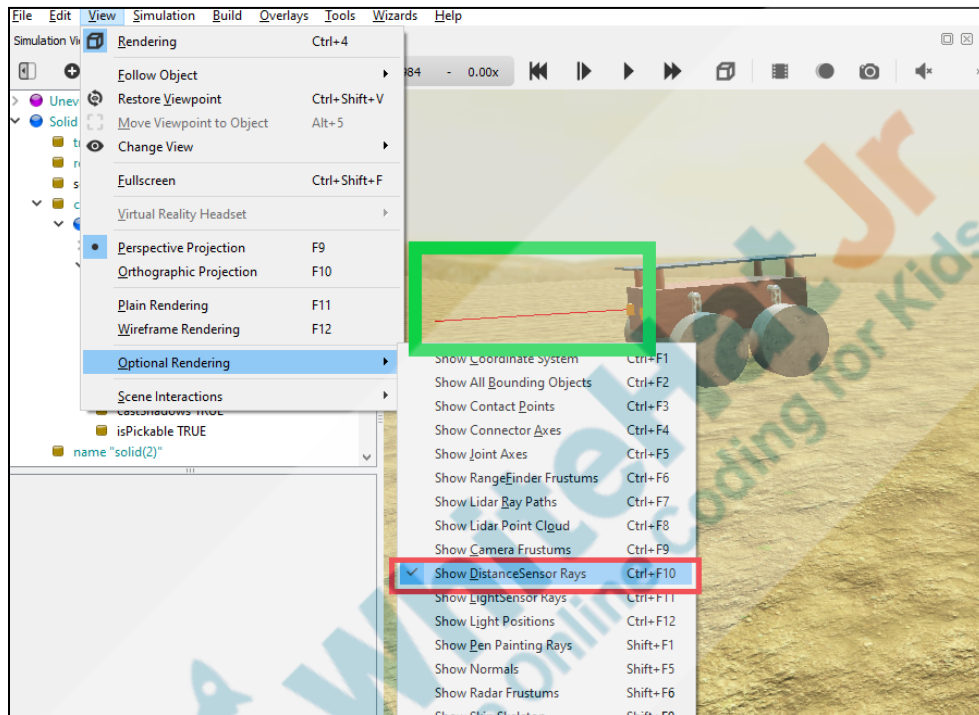 File Edit View Simulation Build Overlays Tools Wizards Help
Simulation Vi
Rendering Ctrl+4
984 - 0.00x
Follow Object
Restore Viewpoint Ctrl+Shift+V
Move Viewpoint to Object Alt+5
Change View
Fullscreen Ctrl+Shift+F
Virtual Reality Headset
Perspective Projection F9
Orthographic Projection F10
Plain Rendering F11
Wireframe Rendering F12
Optional Rendering
Scene Interactions
Unev
Solid
castShadows TRUE
isPickable TRUE
name "solid(2)"
Show Coordinate System Ctrl+F1
Show All Bounding Objects Ctrl+F2
Show Contact Points Ctrl+F3
Show Connector Axes Ctrl+F4
Show Joint Axes Ctrl+F5
Show RangeFinder Frustums Ctrl+F6
Show Lidar Ray Paths Ctrl+F7
Show Lidar Point Cloud Ctrl+F8
Show Camera Frustums Ctrl+F9
Show DistanceSensor Rays Ctrl+F10
Show LightSensor Rays Ctrl+F11
Show Light Positions Ctrl+F12
Show Pen Painting Rays Shift+F1
Show Normals Shift+F5
Show Radar Frustums Shift+F6
WhiteHat Jr
Online Coding for Kids